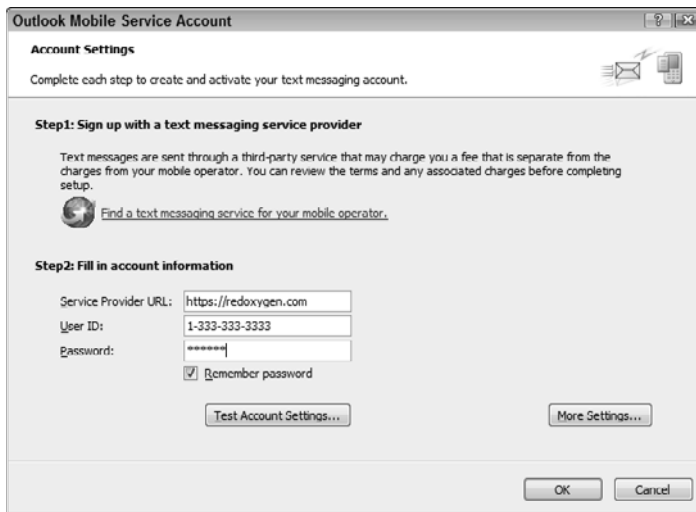 Outlook Mobile Service Account
Account Settings
Complete each step to create and activate your text messaging account.
Step1: Sign up with a text messaging service provider
Text messages are sent through a third-party service that may charge you a fee that is separate from the
charges from your mobile operator. You can review the terms and any associated charges before completing
setup.
Find a text messaging service for your mobile operator.
Step2: Fill in account information
Service Provider URL: https://redoxygen.com
User ID: 1-333-333-3333
Password: ******
Remember password
Test Account Settings... More Settings...
OK Cancel